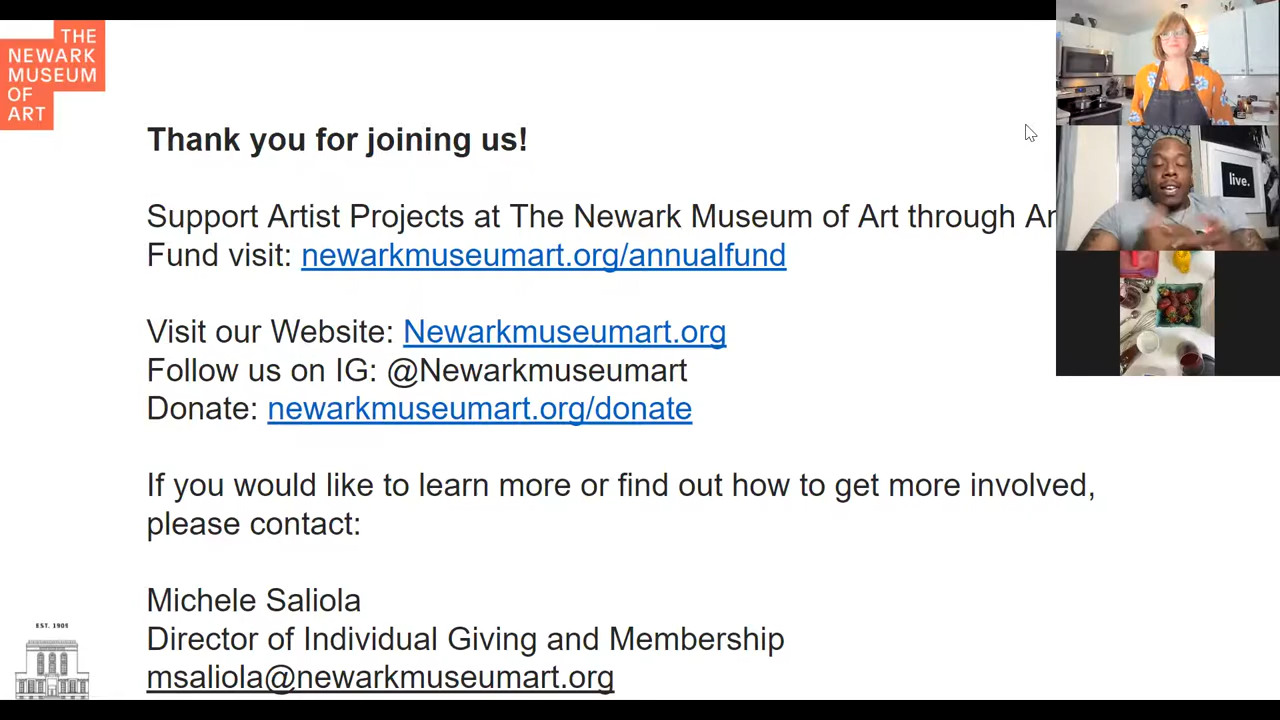 THE
NEWARK
MUSEUM
OF
ART
Thank you for joining us!
Support Artist Projects at The Newark Museum of Art through
Fund visit: newarkmuseumart.org/annualfund
Visit our Website: Newarkmuseumart.org
Follow us on IG: @Newarkmuseumart
Donate: newarkmuseumart.org/donate
If you would like to learn more or find out how to get more involved,
please contact:
Michele Saliola
Director of Individual Giving and Membership
msaliola@newarkmuseumart.org
EST. 1909
live.